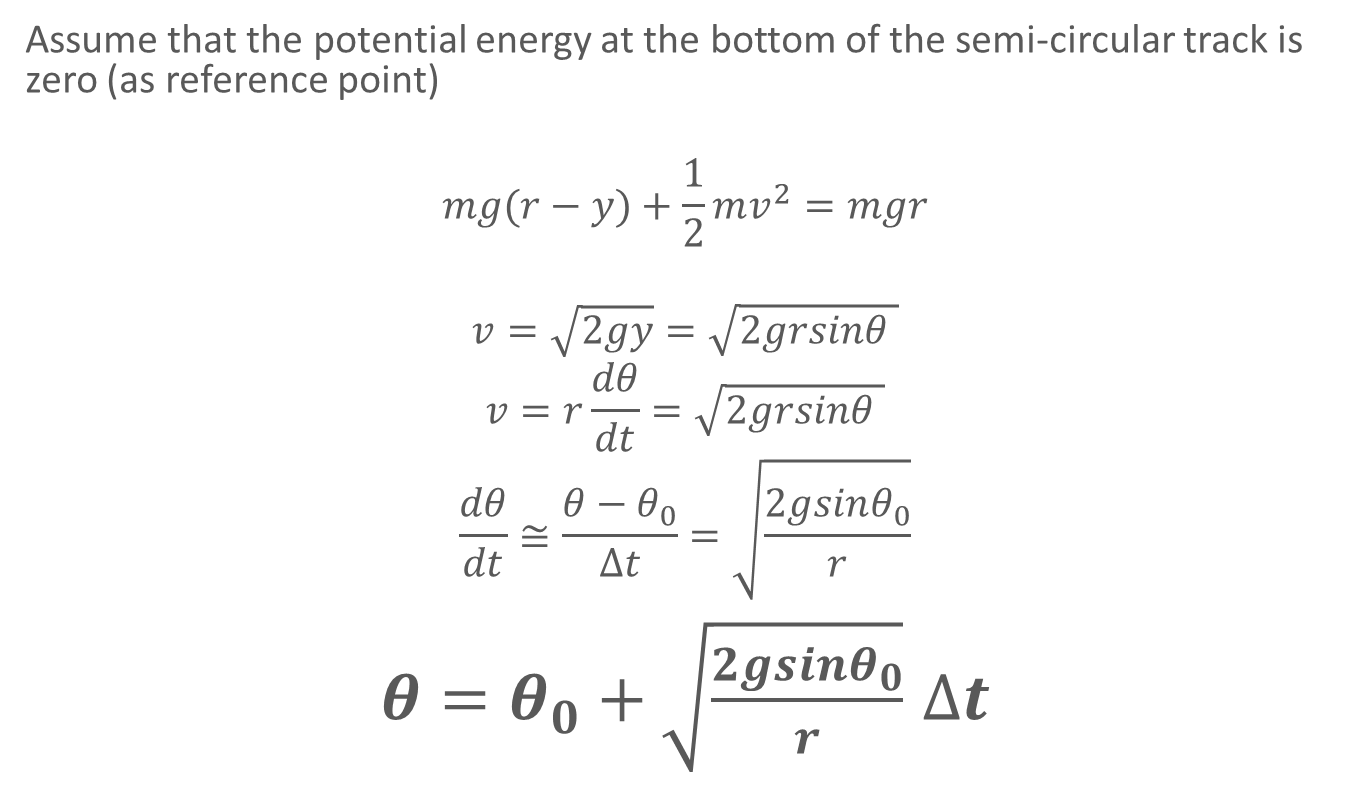 Assume that the potential energy at the bottom of the semi-circular track is
zero (as reference point)
mg(r − y) + 1/2 mv² = mgr
v = √(2gy) = √(2grsinθ)
v = r dθ/dt = √(2grsinθ)
dθ/dt ≅ (θ − θ₀)/Δt = √(2gsinθ₀/r)
θ = θ₀ + √(2gsinθ₀/r) Δt